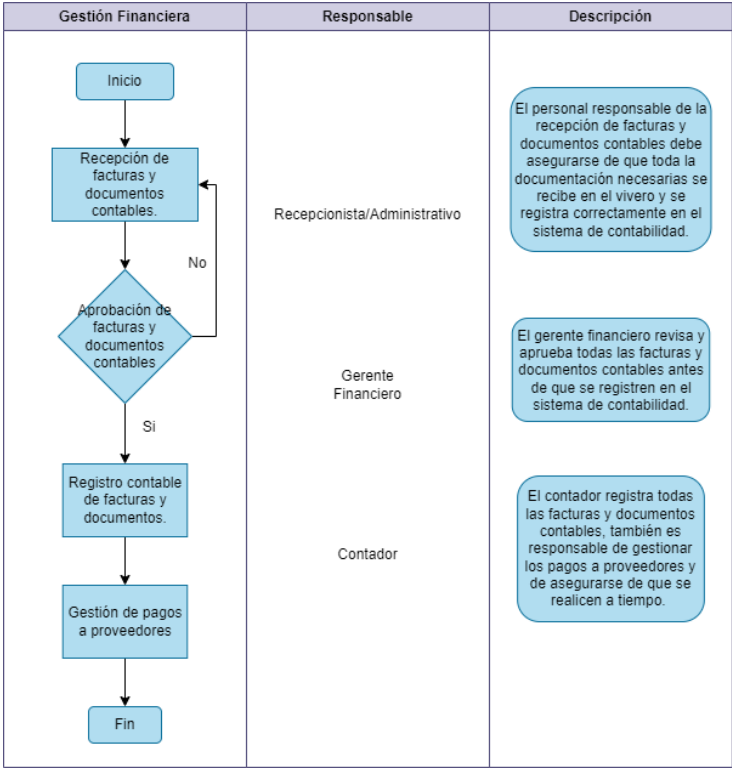 Gestión Financiera
Responsable
Descripción
Inicio
Recepción de
facturas y
documentos
contables.
Recepcionista/Administrativo
El personal responsable de la
recepción de facturas y
documentos contables debe
asegurarse de que toda la
documentación necesarias se
recibe en el vivero y se
registra correctamente en el
sistema de contabilidad.
No
Aprobación de
facturas y
documentos
contables
Gerente
Financiero
El gerente financiero revisa y
aprueba todas las facturas y
documentos contables antes
de que se registren en el
sistema de contabilidad.
Si
Registro contable
de facturas y
documentos.
Contador
El contador registra todas
las facturas y documentos
contables, también es
responsable de gestionar
los pagos a proveedores y
de asegurarse de que se
realicen a tiempo.
Gestión de pagos
a proveedores
Fin